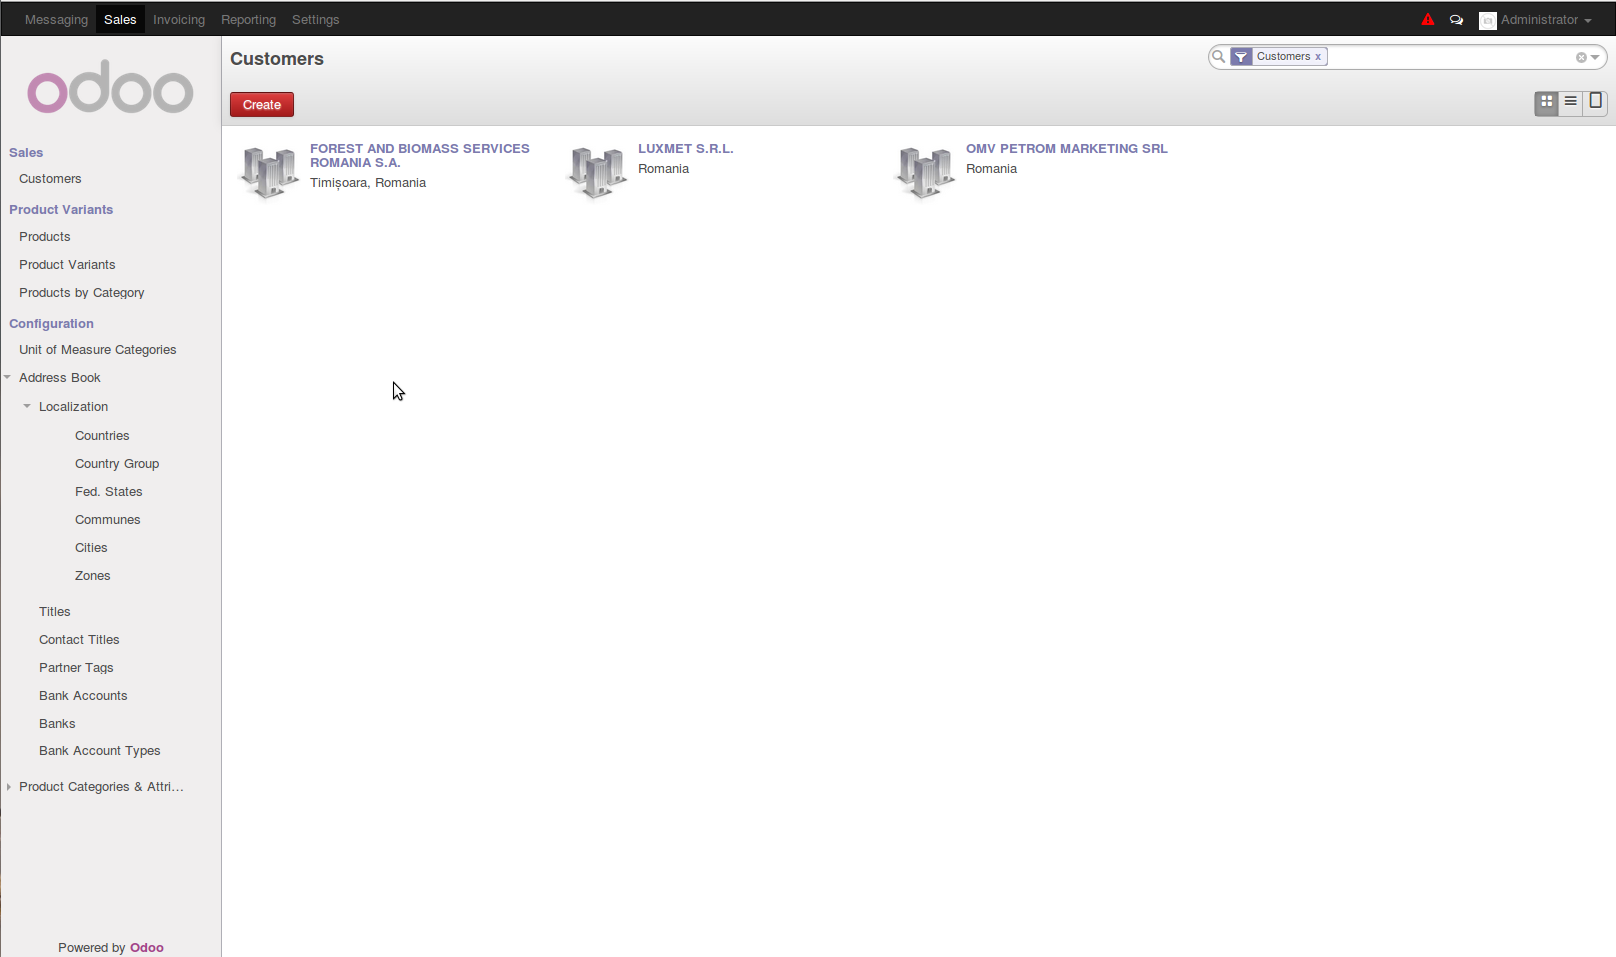 Messaging Sales Invoicing Reporting Settings Administrator
odoo
Customers
Customers x
Create
Sales
Customers
Product Variants
Products
Product Variants
Products by Category
Configuration
Unit of Measure Categories
Address Book
Localization
Countries
Country Group
Fed. States
Communes
Cities
Zones
Titles
Contact Titles
Partner Tags
Bank Accounts
Banks
Bank Account Types
Product Categories & Attri...
Powered by Odoo
FOREST AND BIOMASS SERVICES
ROMANIA S.A.
Timișoara, Romania
LUXMET S.R.L.
Romania
OMV PETROM MARKETING SRL
Romania